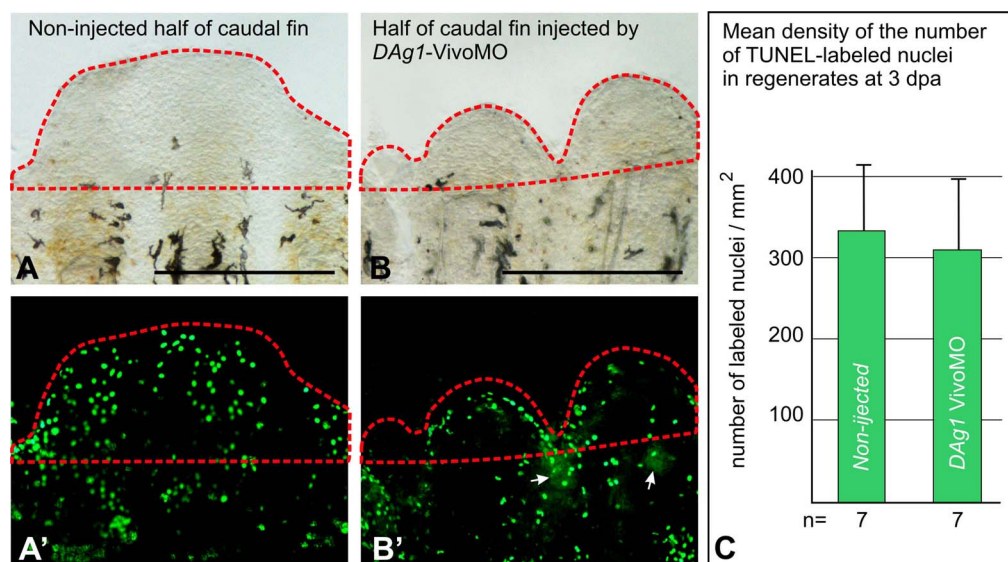 Non-injected half of caudal fin
A
Half of caudal fin injected by
DAg1-VivoMO
B
A'
B'
Mean density of the number
of TUNEL-labeled nuclei
in regenerates at 3 dpa
number of labeled nuclei / mm²
400
300
200
100
Non-ijected
DAg1 VivoMO
n= 7 7
C